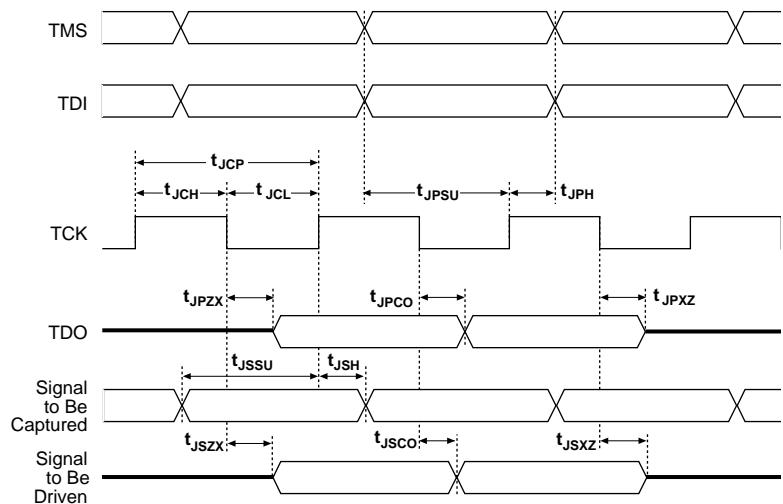 TMS
TDI
tJCP
tJCH
tJCL
tJPSU
tJPH
TCK
tJPZX
tJPCO
tJPXZ
TDO
tJSSU
tJSH
Signal
to Be
Captured
tJSZX
tJSCO
tJSXZ
Signal
to Be
Driven